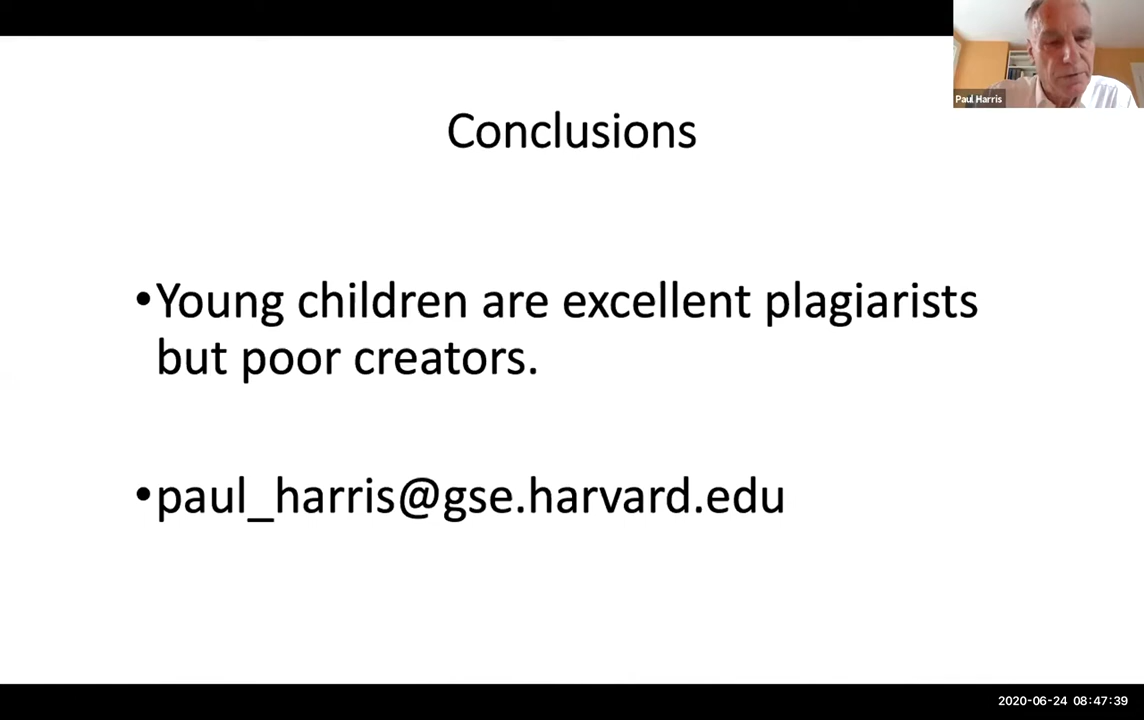 Paul Harris
Conclusions
•Young children are excellent plagiarists
but poor creators.
•paul_harris@gse.harvard.edu
2020-06-24 08:47:39